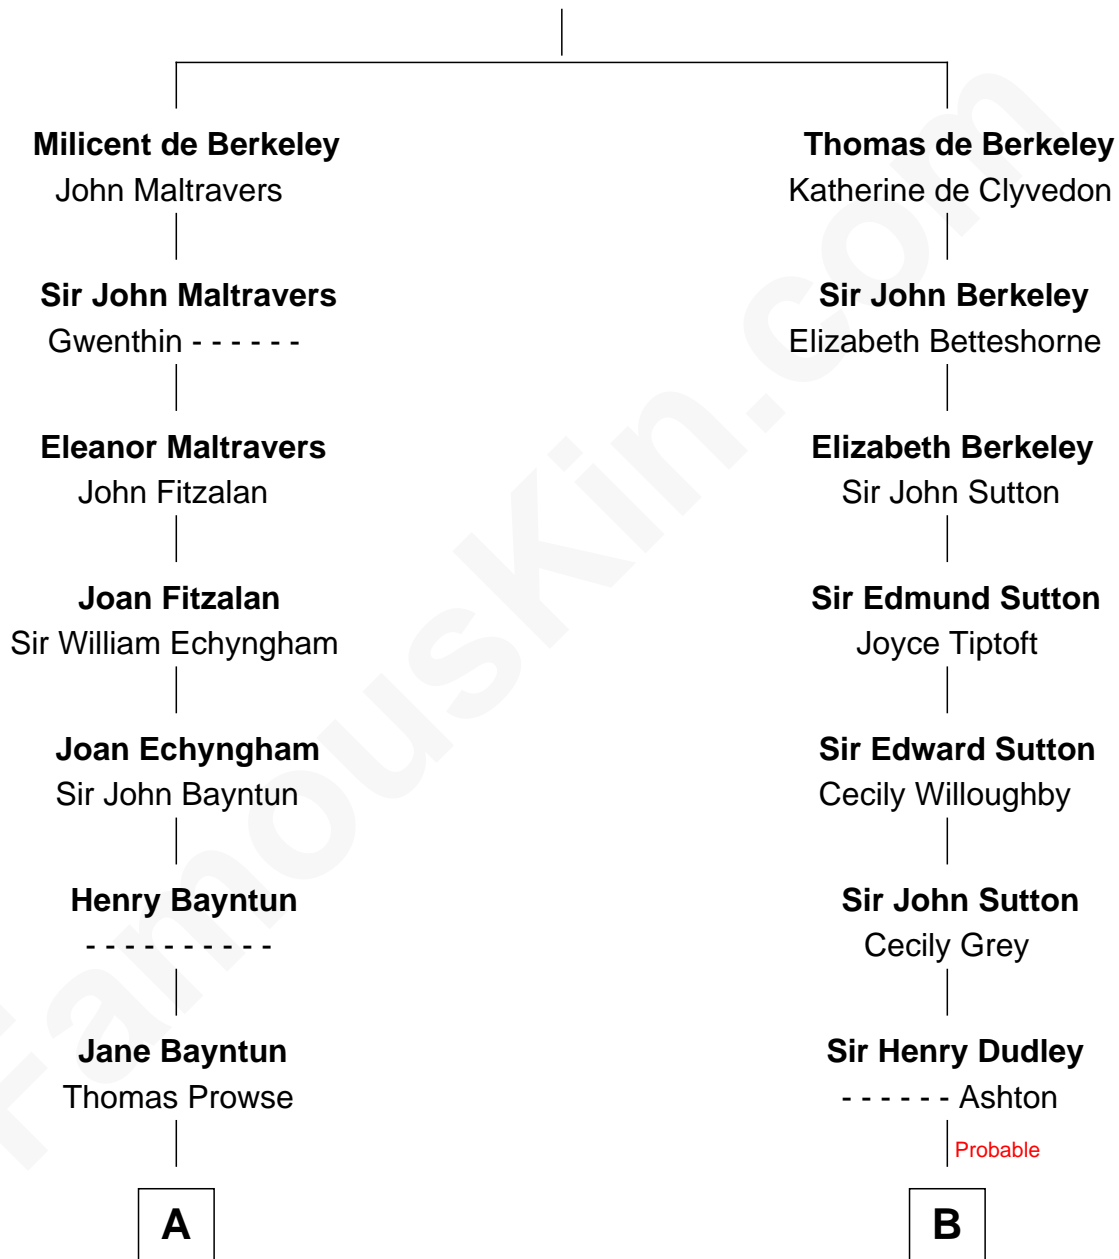 Milicent de Berkeley
John Maltravers
Sir John Maltravers
Gwenthin - - - - - -
Eleanor Maltravers
John Fitzalan
Joan Fitzalan
Sir William Echyngham
Joan Echyngham
Sir John Bayntun
Henry Bayntun
- - - - - - - - - -
Jane Bayntun
Thomas Prowse
A
Thomas de Berkeley
Katherine de Clyvedon
Sir John Berkeley
Elizabeth Betteshorne
Elizabeth Berkeley
Sir John Sutton
Sir Edmund Sutton
Joyce Tiptoft
Sir Edward Sutton
Cecily Willoughby
Sir John Sutton
Cecily Grey
Sir Henry Dudley
- - - - - - Ashton
Probable
B
FamousKin.com